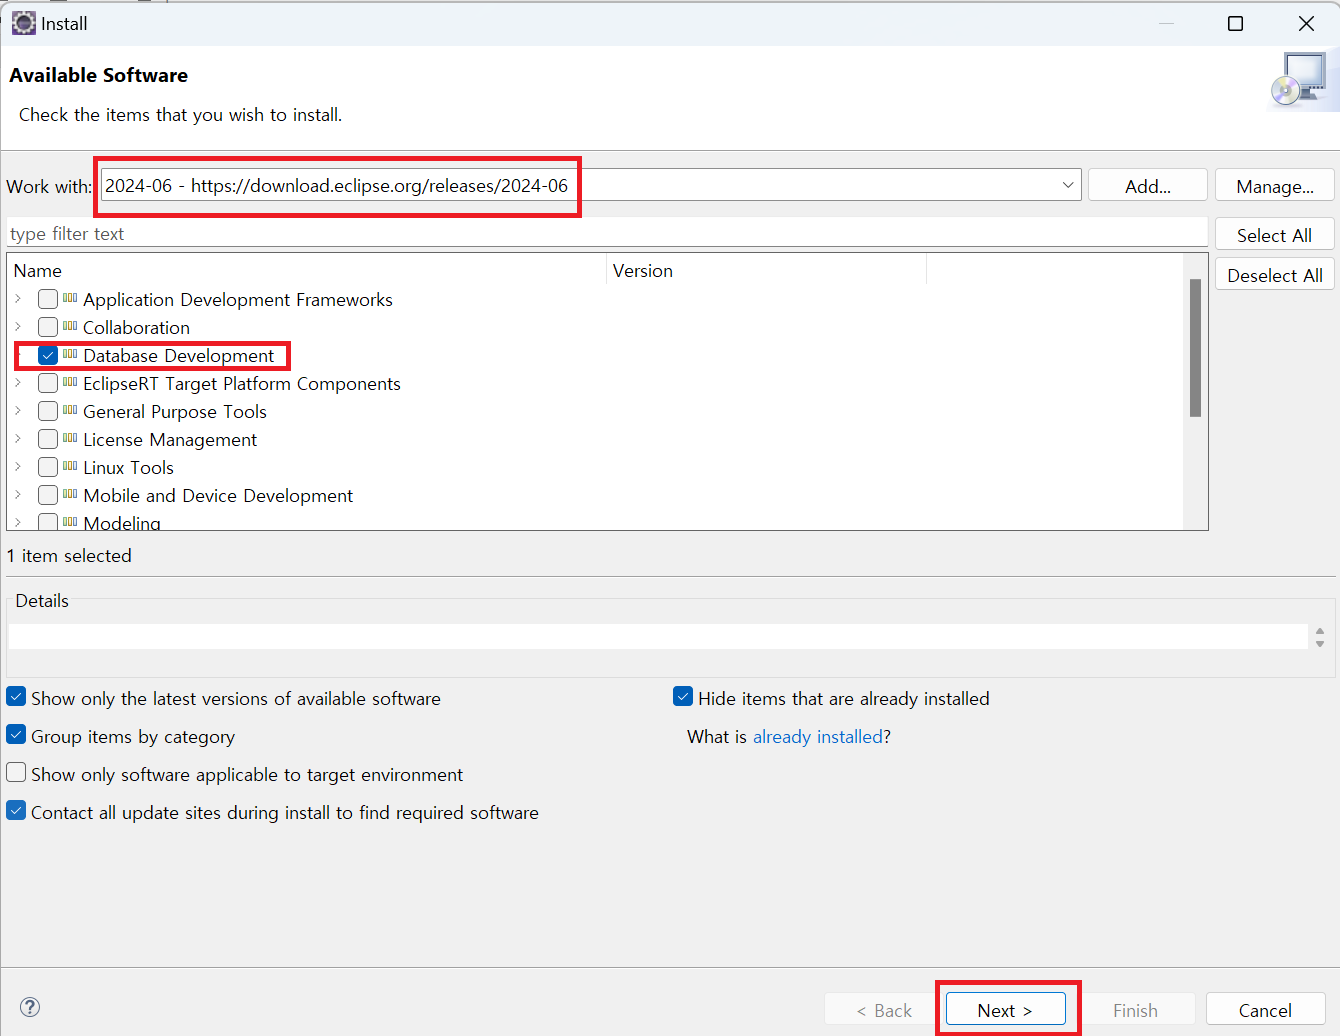 Install
Available Software
Check the items that you wish to install.
Work with: 2024-06 - https://download.eclipse.org/releases/2024-06 Add... Manage...
type filter text Select All
Name Version Deselect All
Application Development Frameworks
Collaboration
Database Development
EclipseRT Target Platform Components
General Purpose Tools
License Management
Linux Tools
Mobile and Device Development
Modeling
1 item selected
Details
Show only the latest versions of available software Hide items that are already installed
Group items by category What is already installed?
Show only software applicable to target environment
Contact all update sites during install to find required software
? < Back Next > Finish Cancel